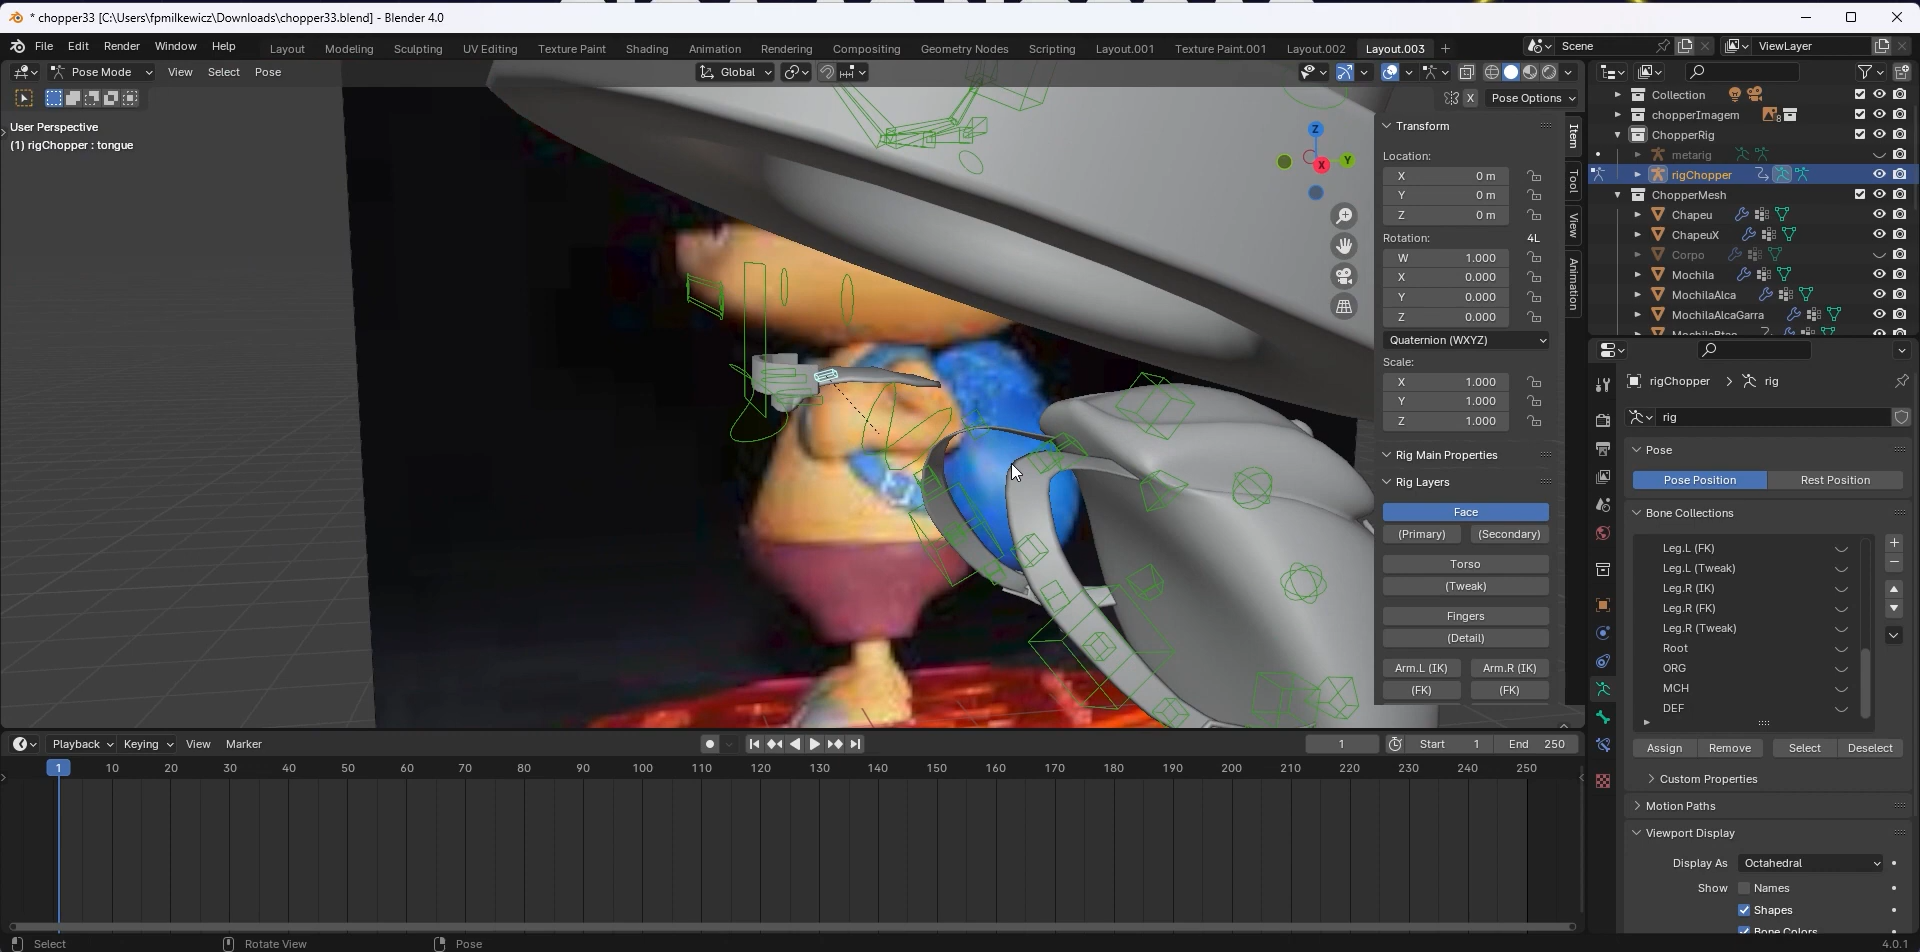 * chopper33 [C:\Users\fpmilkewicz\Downloads\chopper33.blend] - Blender 4.0
File Edit Render Window Help
Layout Modeling Sculpting UV Editing Texture Paint Shading Animation Rendering Compositing Geometry Nodes Scripting Layout.001 Texture Paint.001 Layout.002 Layout.003 +
Scene
ViewLayer
Pose Mode View Select Pose
Global
X Pose Options
User Perspective
(1) rigChopper : tongue
Z
Y
X
Transform
Location:
X 0 m
Y 0 m
Z 0 m
Rotation: 4L
W 1.000
X 0.000
Y 0.000
Z 0.000
Quaternion (WXYZ)
Scale:
X 1.000
Y 1.000
Z 1.000
Rig Main Properties
Rig Layers
Face
(Primary) (Secondary)
Torso
(Tweak)
Fingers
(Detail)
Arm.L (IK) Arm.R (IK)
(FK) (FK)
Item
Tool
View
Animation
Collection
chopperImagem 8
ChopperRig
metarig
rigChopper
ChopperMesh
Chapeu
ChapeuX
Corpo
Mochila
MochilaAlca
MochilaAlcaGarra
rigChopper > rig
rig
Pose
Pose Position Rest Position
Bone Collections
Leg.L (FK)
Leg.L (Tweak)
Leg.R (IK)
Leg.R (FK)
Leg.R (Tweak)
Root
ORG
MCH
DEF
Assign Remove Select Deselect
Custom Properties
Motion Paths
Viewport Display
Display As Octahedral
Show Names
Shapes
Bone Colors
Playback Keying View Marker
1 Start 1 End 250
1 10 20 30 40 50 60 70 80 90 100 110 120 130 140 150 160 170 180 190 200 210 220 230 240 250
Select Rotate View Pose
4.0.1